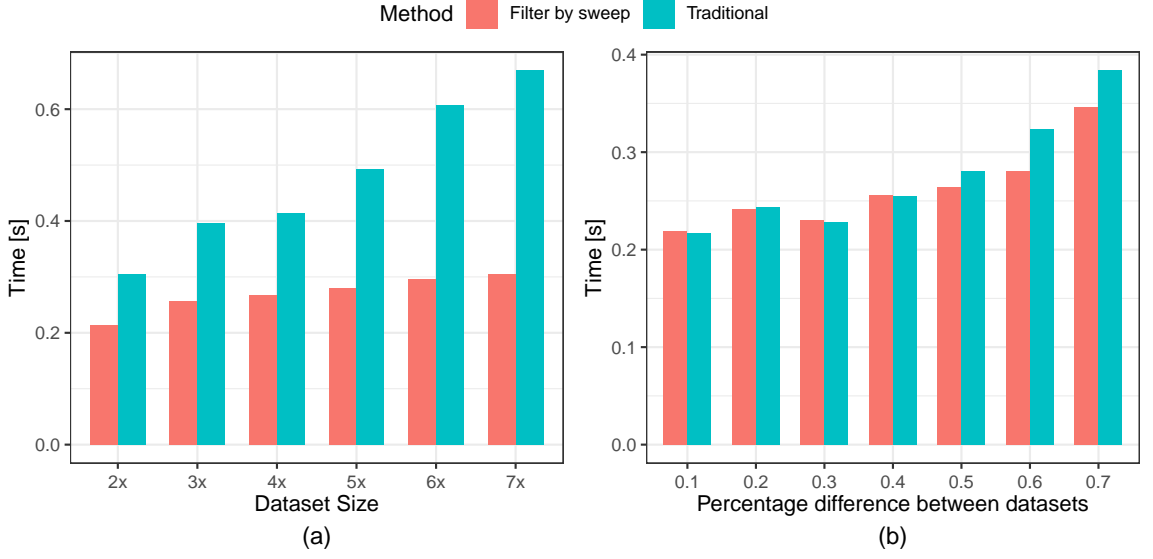 Method Filter by sweep Traditional
Time [s]
0.6
0.4
0.2
0.0
2x 3x 4x 5x 6x 7x
Dataset Size
(a)
Time [s]
0.4
0.3
0.2
0.1
0.0
0.1 0.2 0.3 0.4 0.5 0.6 0.7
Percentage difference between datasets
(b)